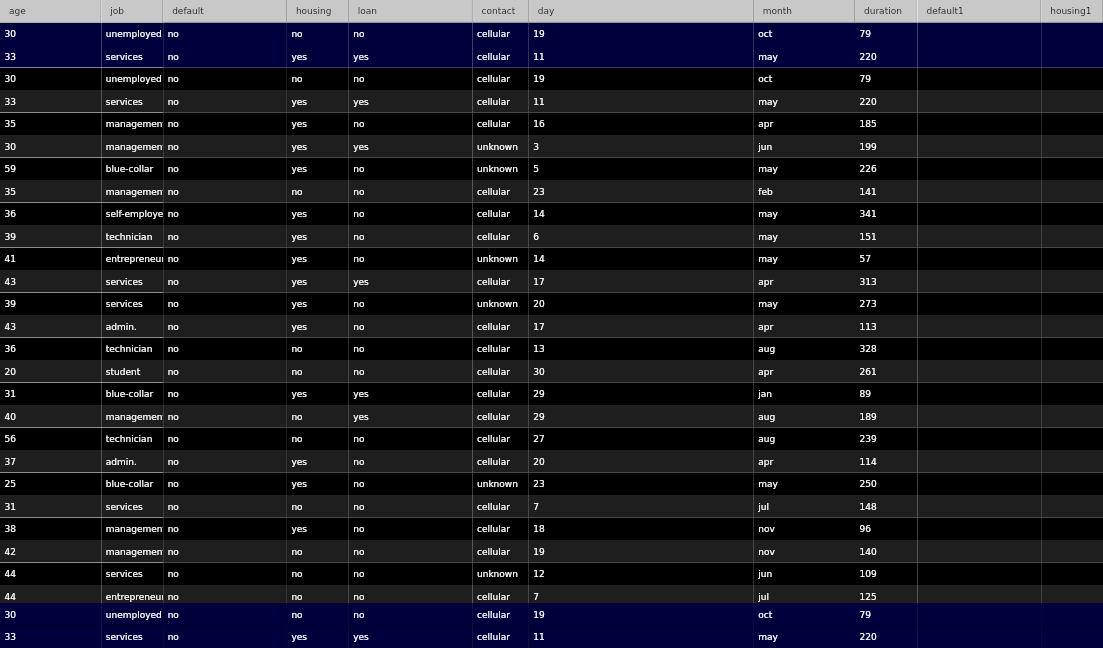 age job default housing loan contact day month duration default1 housing1
30 unemployed no no no cellular 19 oct 79
33 services no yes yes cellular 11 may 220
30 unemployed no no no cellular 19 oct 79
33 services no yes yes cellular 11 may 220
35 managemen no yes no cellular 16 apr 185
30 managemen no yes yes unknown 3 jun 199
59 blue-collar no yes no unknown 5 may 226
35 managemen no no no cellular 23 feb 141
36 self-employe no yes no cellular 14 may 341
39 technician no yes no cellular 6 may 151
41 entrepreneur no yes no unknown 14 may 57
43 services no yes yes cellular 17 apr 313
39 services no yes no unknown 20 may 273
43 admin. no yes no cellular 17 apr 113
36 technician no no no cellular 13 aug 328
20 student no no no cellular 30 apr 261
31 blue-collar no yes yes cellular 29 jan 89
40 managemen no no yes cellular 29 aug 189
56 technician no no no cellular 27 aug 239
37 admin. no yes no cellular 20 apr 114
25 blue-collar no yes no unknown 23 may 250
31 services no no no cellular 7 jul 148
38 managemen no yes no cellular 18 nov 96
42 managemen no no no cellular 19 nov 140
44 services no no no unknown 12 jun 109
44 entrepreneur no no no cellular 7 jul 125
30 unemployed no no no cellular 19 oct 79
33 services no yes yes cellular 11 may 220